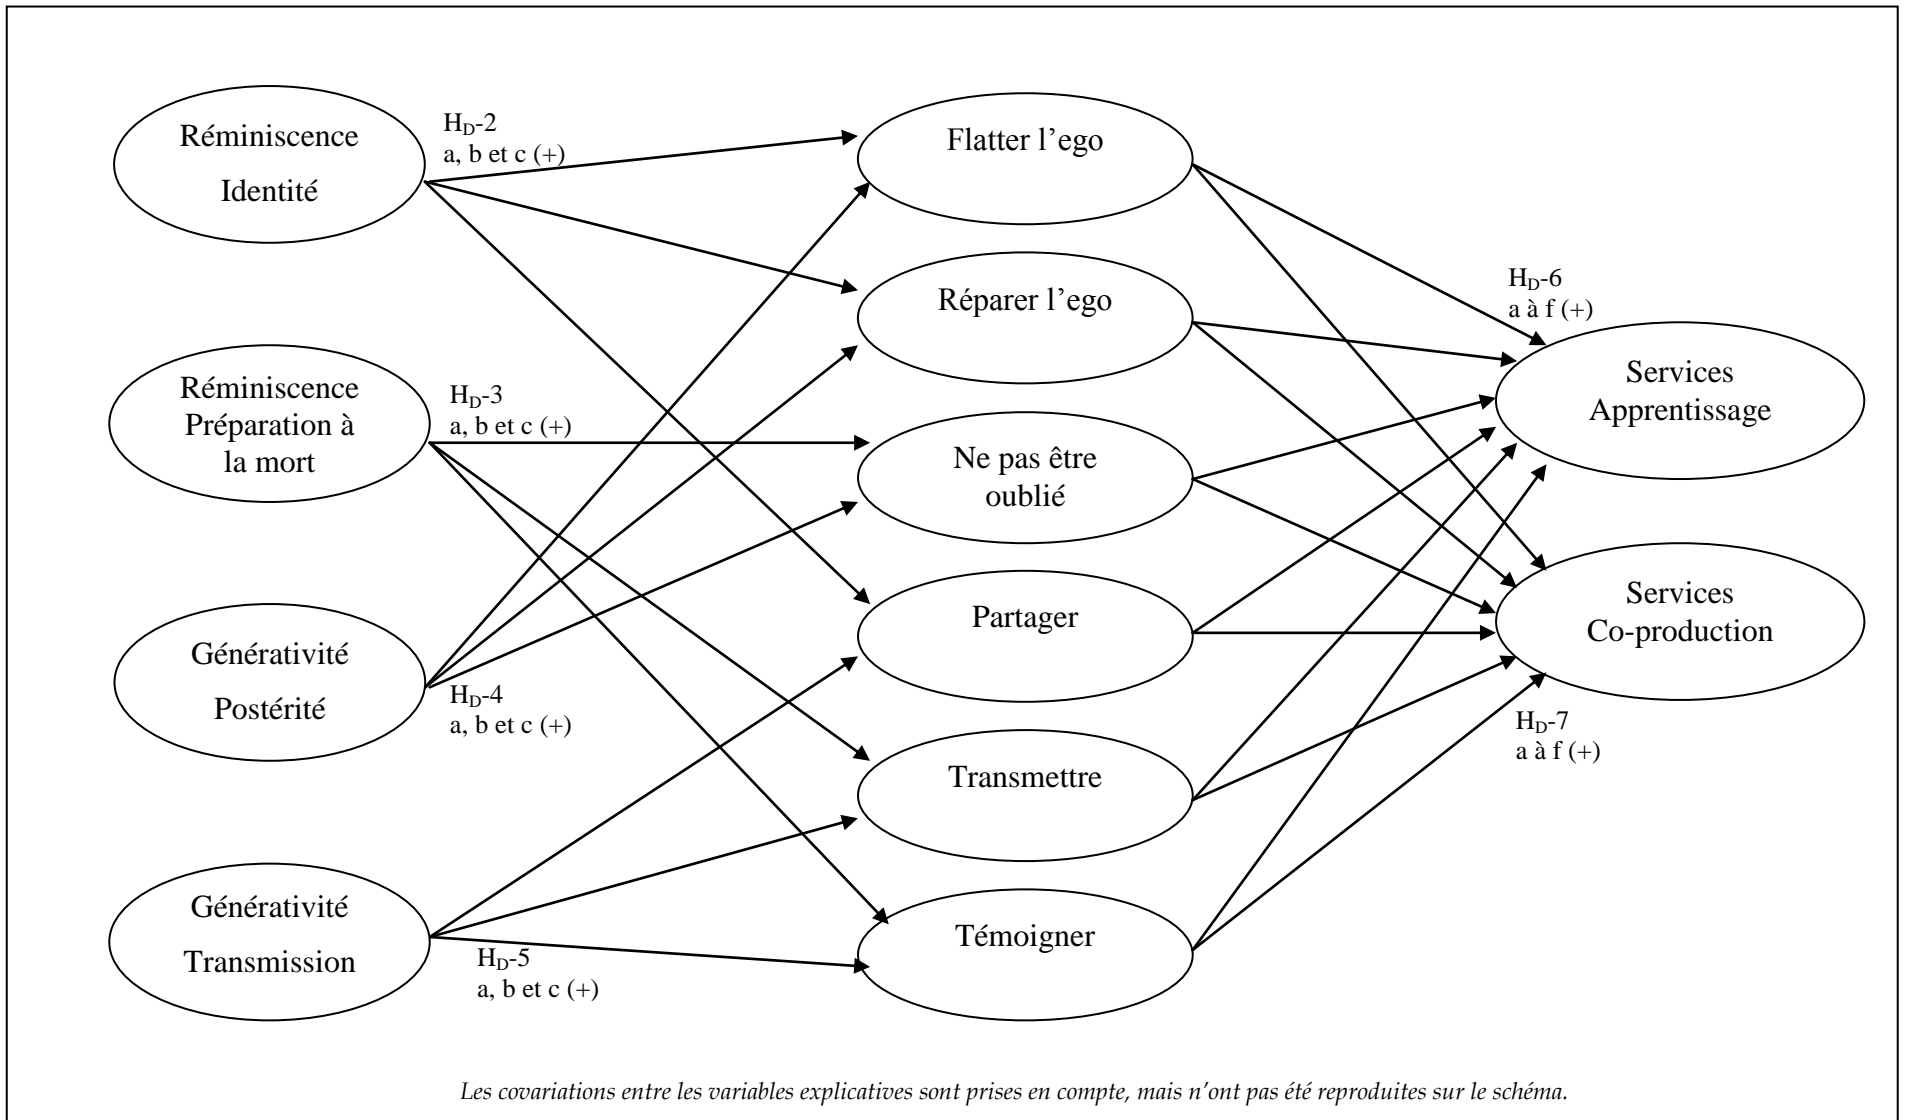 Réminiscence
Identité
H_D-2
a, b et c (+)
Flatter l’ego
Réparer l’ego
H_D-6
a à f (+)
Réminiscence
Préparation à
la mort
H_D-3
a, b et c (+)
Ne pas être
oublié
Services
Apprentissage
Partager
Services
Co-production
Générativité
Postérité
H_D-4
a, b et c (+)
Transmettre
H_D-7
a à f (+)
Générativité
Transmission
H_D-5
a, b et c (+)
Témoigner
Les covariations entre les variables explicatives sont prises en compte, mais n’ont pas été reproduites sur le schéma.